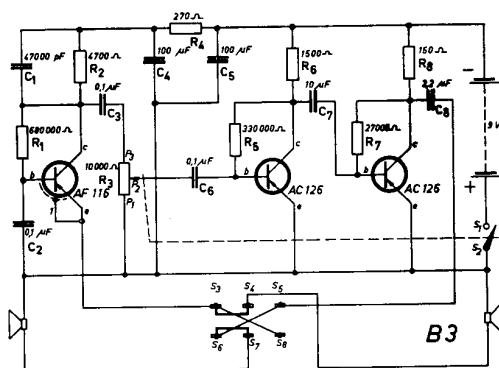 270 Ω
R4
47000 pF
C1
4700 Ω
R2
100 µF
C4
100 µF
C5
1500 Ω
R6
150 Ω
R8
0,1 µF
C3
10 µF
C7
2,2 µF
C8
9 V
680000 Ω
R1
330000 Ω
R5
2700 Ω
R7
P3
10000 Ω
R3
P2
P1
0,1 µF
C6
b
c
e
f
AF 116
b
c
e
AC 126
b
c
e
AC 126
0,1 µF
C2
S1
S2
S3
S4
S5
S6
S7
S8
B3